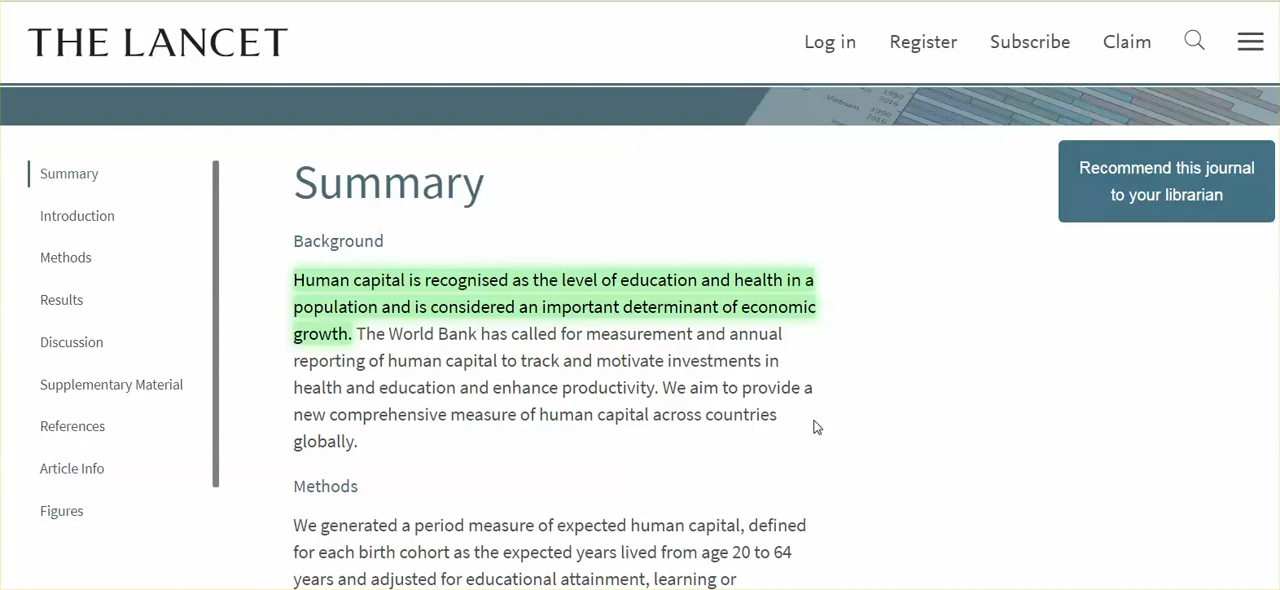 THE LANCET
Log in Register Subscribe Claim
1990
Vietnam 2016
1990
2016
Recommend this journal
to your librarian
Summary
Introduction
Methods
Results
Discussion
Supplementary Material
References
Article Info
Figures
Summary
Background
Human capital is recognised as the level of education and health in a
population and is considered an important determinant of economic
growth. The World Bank has called for measurement and annual
reporting of human capital to track and motivate investments in
health and education and enhance productivity. We aim to provide a
new comprehensive measure of human capital across countries
globally.
Methods
We generated a period measure of expected human capital, defined
for each birth cohort as the expected years lived from age 20 to 64
years and adjusted for educational attainment, learning or